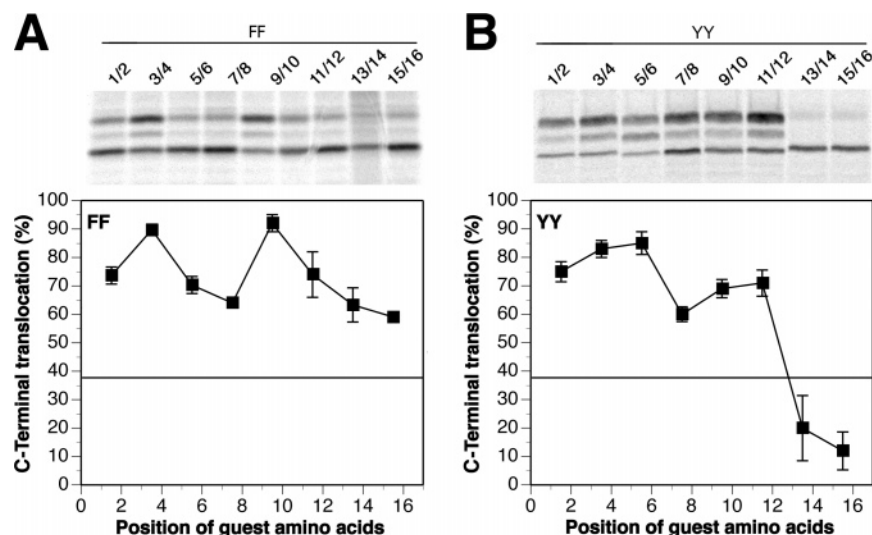 A
FF
1/2 3/4 5/6 7/8 9/10 11/12 13/14 15/16
100
90
80
70
60
50
40
30
20
10
0
C-Terminal translocation (%)
FF
0 2 4 6 8 10 12 14 16
Position of guest amino acids
B
YY
1/2 3/4 5/6 7/8 9/10 11/12 13/14 15/16
100
90
80
70
60
50
40
30
20
10
0
C-Terminal translocation (%)
YY
0 2 4 6 8 10 12 14 16
Position of guest amino acids